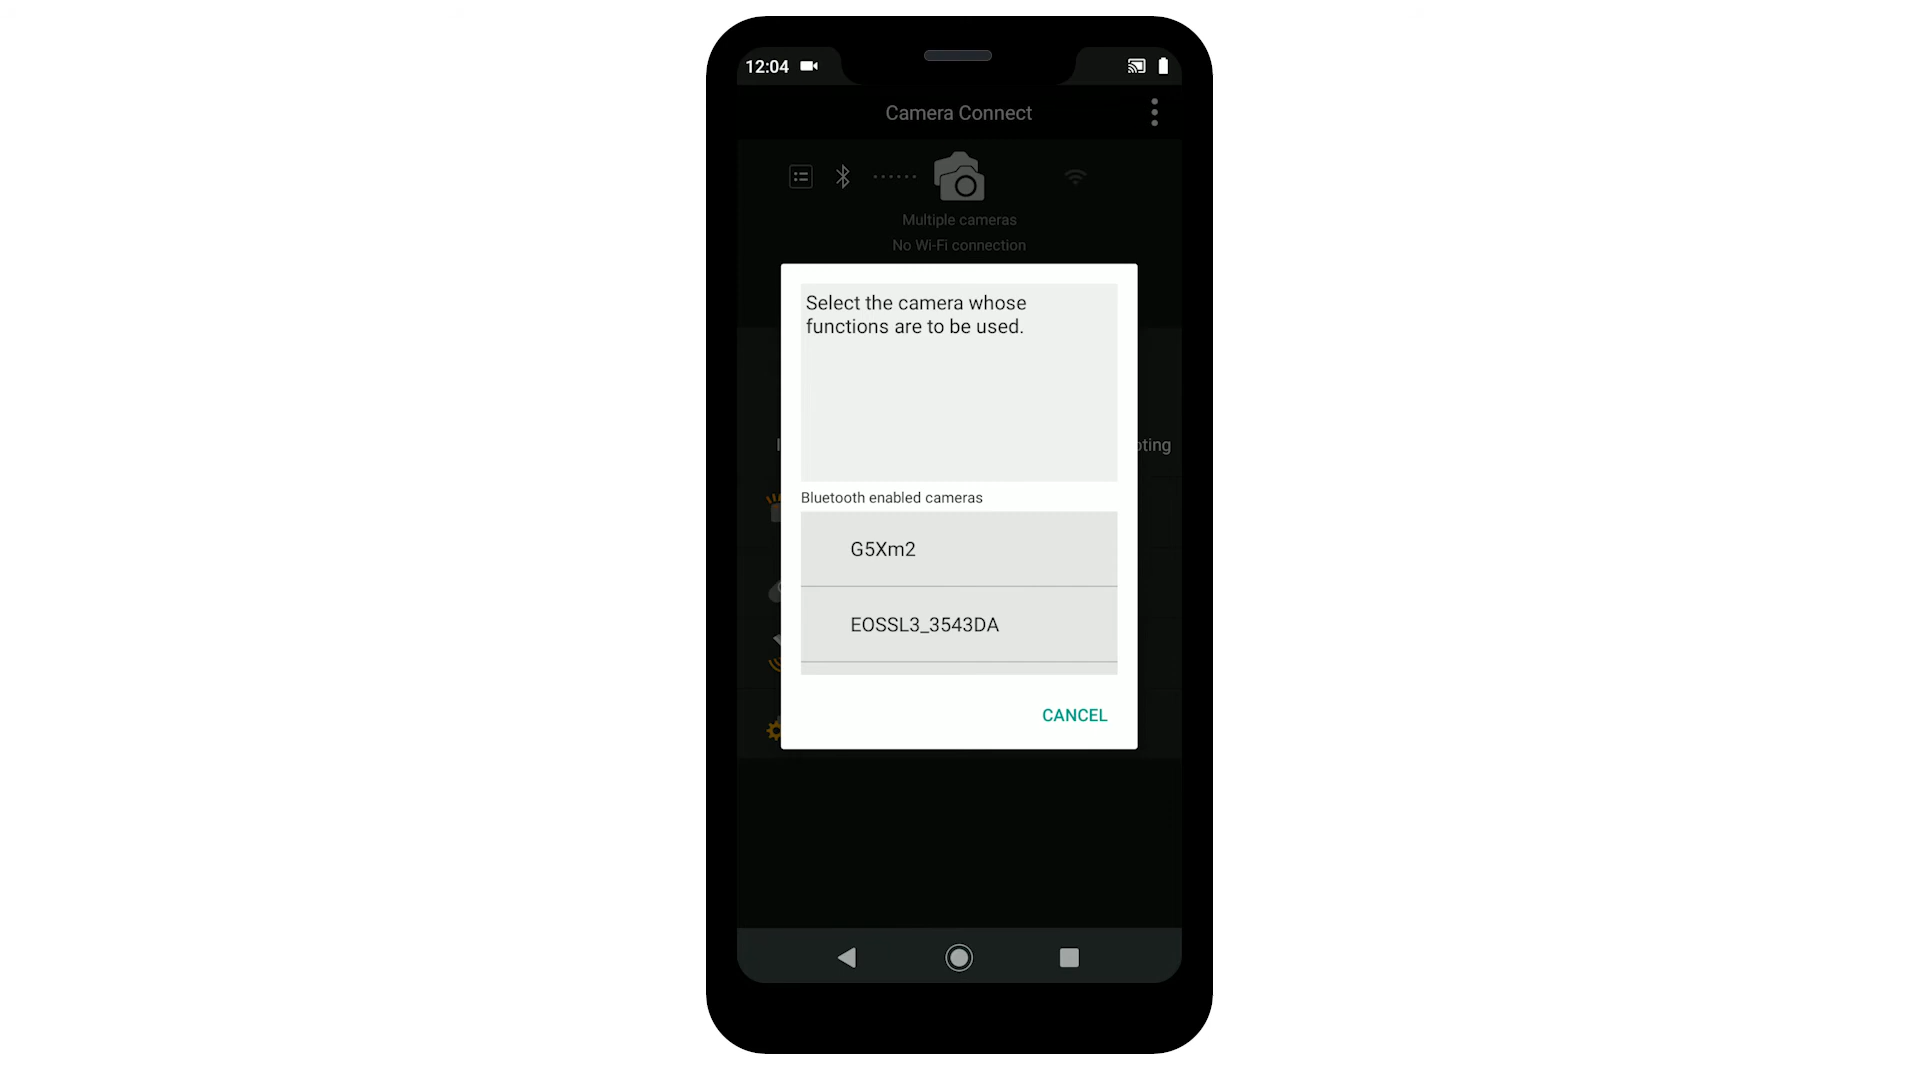 12:04
Camera Connect
Multiple cameras
No Wi-Fi connection
Select the camera whose
functions are to be used.
Bluetooth enabled cameras
G5Xm2
EOSSL3_3543DA
CANCEL